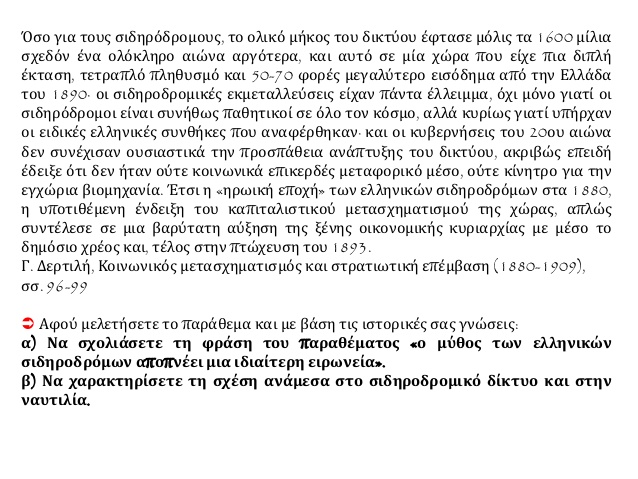 Όσο για τους σιδηρόδρομους, το ολικό μήκος του δικτύου έφτασε μόλις τα 1600 μίλια
σχεδόν ένα ολόκληρο αιώνα αργότερα, και αυτό σε μία χώρα που είχε πια διπλή
έκταση, τετραπλό πληθυσμό και 50-70 φορές μεγαλύτερο εισόδημα από την Ελλάδα
του 1890· οι σιδηροδρομικές εκμεταλλεύσεις είχαν πάντα έλλειμμα, όχι μόνο γιατί οι
σιδηρόδρομοι είναι συνήθως παθητικοί σε όλο τον κόσμο, αλλά κυρίως γιατί υπήρχαν
οι ειδικές ελληνικές συνθήκες που αναφέρθηκαν· και οι κυβερνήσεις του 20ου αιώνα
δεν συνέχισαν ουσιαστικά την προσπάθεια ανάπτυξης του δικτύου, ακριβώς επειδή
έδειξε ότι δεν ήταν ούτε κοινωνικά επικερδές μεταφορικό μέσο, ούτε κίνητρο για την
εγχώρια βιομηχανία. Έτσι η «ηρωική εποχή» των ελληνικών σιδηροδρόμων στα 1880,
η υποτιθέμενη ένδειξη του καπιταλιστικού μετασχηματισμού της χώρας, απλώς
συντέλεσε σε μια βαρύτατη αύξηση της ξένης οικονομικής κυριαρχίας με μέσο το
δημόσιο χρέος και, τέλος στην πτώχευση του 1893.
Γ. Δερτιλή, Κοινωνικός μετασχηματισμός και στρατιωτική επέμβαση (1880-1909),
σσ. 96-99
➲ Αφού μελετήσετε το παράθεμα και με βάση τις ιστορικές σας γνώσεις:
α) Να σχολιάσετε τη φράση του παραθέματος «ο μύθος των ελληνικών
σιδηροδρόμων αποπνέει μια ιδιαίτερη ειρωνεία».
β) Να χαρακτηρίσετε τη σχέση ανάμεσα στο σιδηροδρομικό δίκτυο και στην
ναυτιλία.